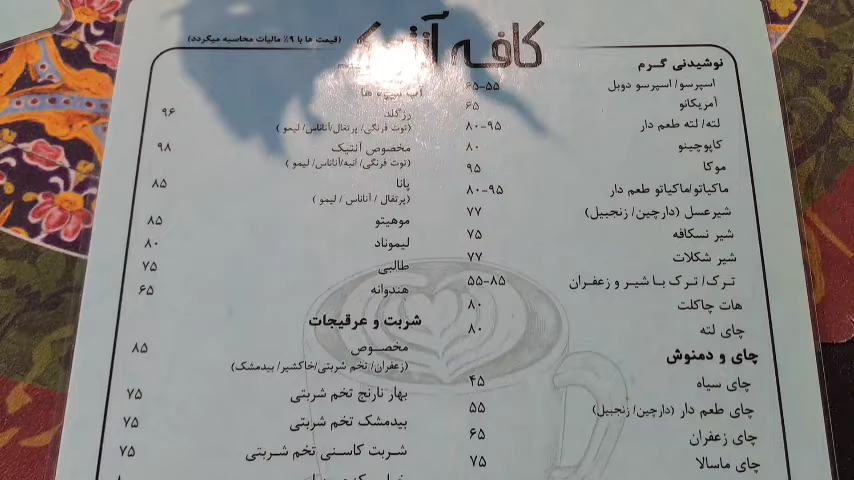 کافه آنتیک
(قیمت ها با ۹٪ مالیات محاسبه میگردد)
نوشیدنی گرم
اسپرسو/ اسپرسو دوبل ۵۵-۶۵
آمریکانو ۶۵
لته/ لته طعم دار ۸۰-۹۵
کاپوچینو ۸۰
موکا ۹۵
ماکیاتو/ماکیاتو طعم دار ۸۰-۹۵
شیرعسل (دارچین/ زنجبیل) ۷۷
شیر نسکافه ۷۵
شیر شکلات ۷۷
ترک/ ترک با شیر و زعفران ۵۵-۸۵
هات چاکلت ۸۰
چای لته ۸۰
چای و دمنوش
چای سیاه ۴۵
چای طعم دار (دارچین/ زنجبیل) ۵۵
چای زعفران ۶۵
چای ماسالا ۷۵
آب میوه ها
رزگلد ۹۶
(توت فرنگی/ پرتقال/آناناس/ لیمو)
مخصوص آنتیک ۹۸
(توت فرنگی/ انبه/آناناس/ لیمو)
پانا ۸۵
(پرتقال / آناناس / لیمو)
موهیتو ۸۵
لیموناد ۸۰
طالبی ۷۵
هندوانه ۶۵
شربت و عرقیجات
مخصوص ۸۵
(زعفران/ تخم شربتی/خاکشیر/ بیدمشک)
بهار نارنج تخم شربتی ۷۵
بیدمشک تخم شربتی ۷۵
شربت کاسنی تخم شربتی ۷۵